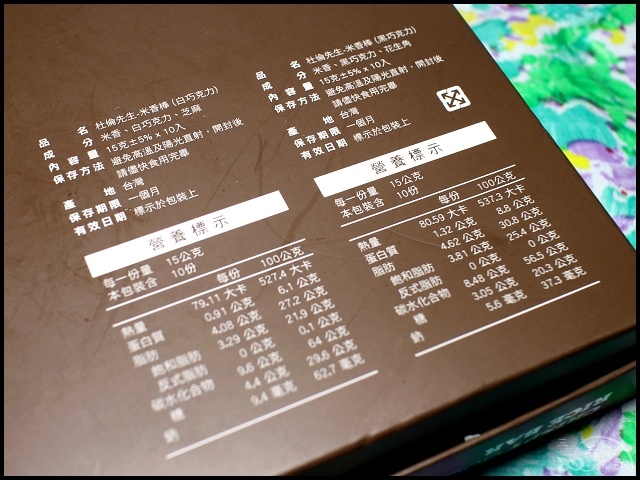 品　　名　杜倫先生-米香棒 (白巧克力)
成　　分　米香、白巧克力、芝麻
內 容 量　15克±5% x 10入
保存方法　避免高溫及陽光直射，開封後
請儘快食用完畢
產　　地　台灣
保存期限　一個月
有效日期　標示於包裝上
營養標示
每一份量　15公克
本包裝含　10份
每份　100公克
熱量　79.11 大卡　527.4 大卡
蛋白質　0.91 公克　6.1 公克
脂肪　4.08 公克　27.2 公克
飽和脂肪　3.29 公克　21.9 公克
反式脂肪　0 公克　0.1 公克
碳水化合物　9.6 公克　64 公克
糖　4.4 公克　29.6 公克
鈉　9.4 毫克　62.7 毫克
品　　名　杜倫先生-米香棒 (黑巧克力)
成　　分　米香、黑巧克力、花生角
內 容 量　15克±5% x 10入
保存方法　避免高溫及陽光直射，開封後
請儘快食用完畢
產　　地　台灣
保存期限　一個月
有效日期　標示於包裝上
營養標示
每一份量　15公克
本包裝含　10份
每份　100公克
熱量　80.59 大卡　537.3 大卡
蛋白質　1.32 公克　8.8 公克
脂肪　4.62 公克　30.8 公克
飽和脂肪　3.81 公克　25.4 公克
反式脂肪　0 公克　0 公克
碳水化合物　8.48 公克　56.5 公克
糖　3.05 公克　20.3 公克
鈉　5.6 毫克　37.3 毫克
RICE BAR